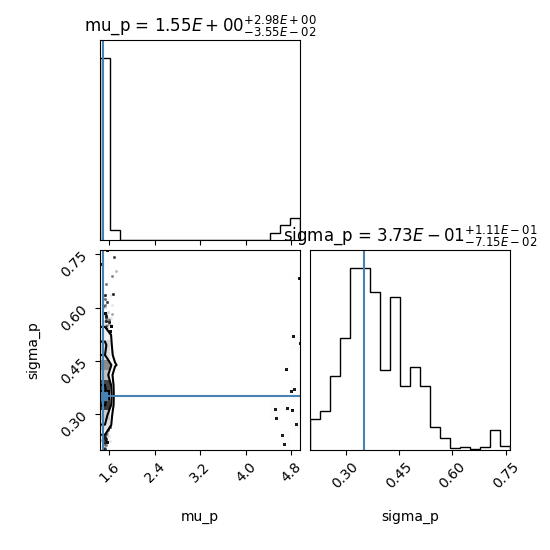 mu_p = 1.55E + 00 +2.98E + 00 −3.55E − 02
sigma_p = 3.73E − 01 +1.11E − 01 −7.15E − 02
0.75
0.60
0.45
0.30
sigma_p
1.6 2.4 3.2 4.0 4.8
0.30 0.45 0.60 0.75
mu_p
sigma_p